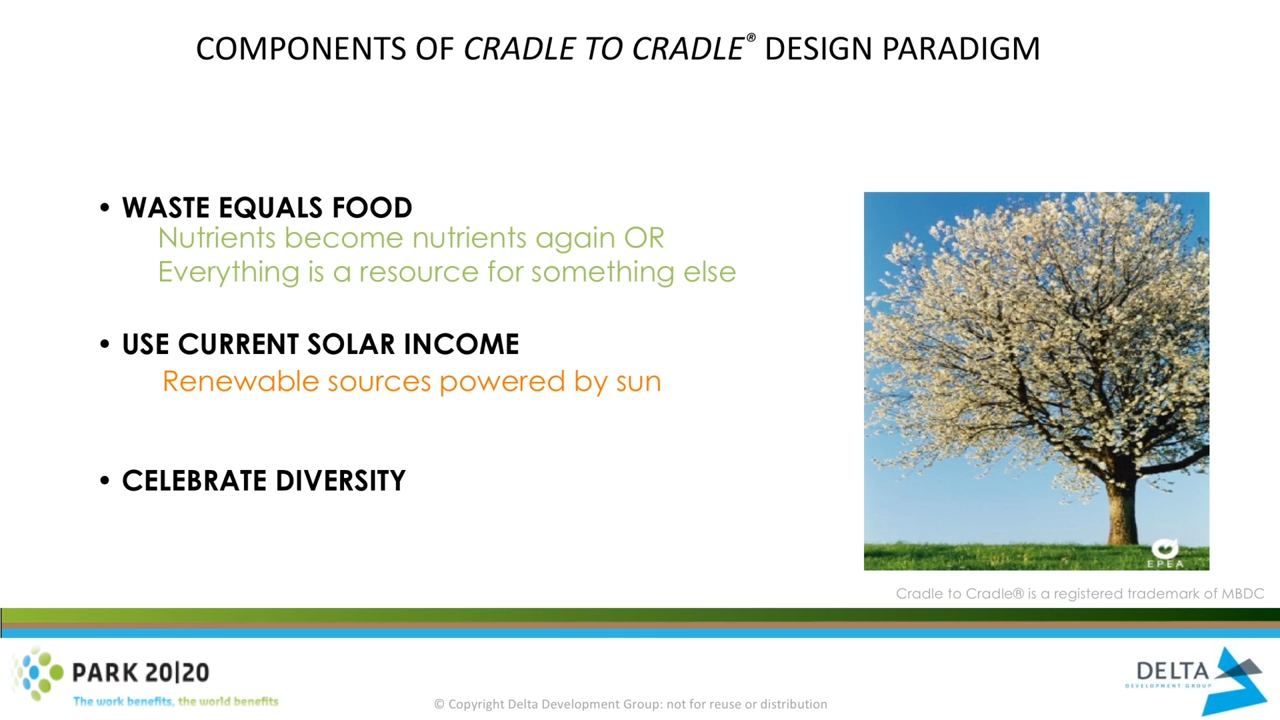 COMPONENTS OF CRADLE TO CRADLE® DESIGN PARADIGM
• WASTE EQUALS FOOD
Nutrients become nutrients again OR
Everything is a resource for something else
• USE CURRENT SOLAR INCOME
Renewable sources powered by sun
• CELEBRATE DIVERSITY
EPEA
Cradle to Cradle® is a registered trademark of MBDC
PARK 20|20
The work benefits, the world benefits
© Copyright Delta Development Group: not for reuse or distribution
DELTA
DEVELOPMENT GROUP